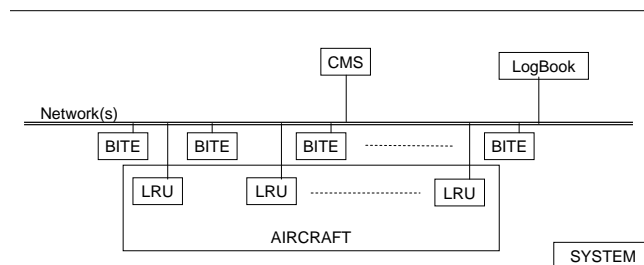 CMS
LogBook
Network(s)
BITE BITE BITE BITE
LRU LRU LRU
AIRCRAFT
SYSTEM